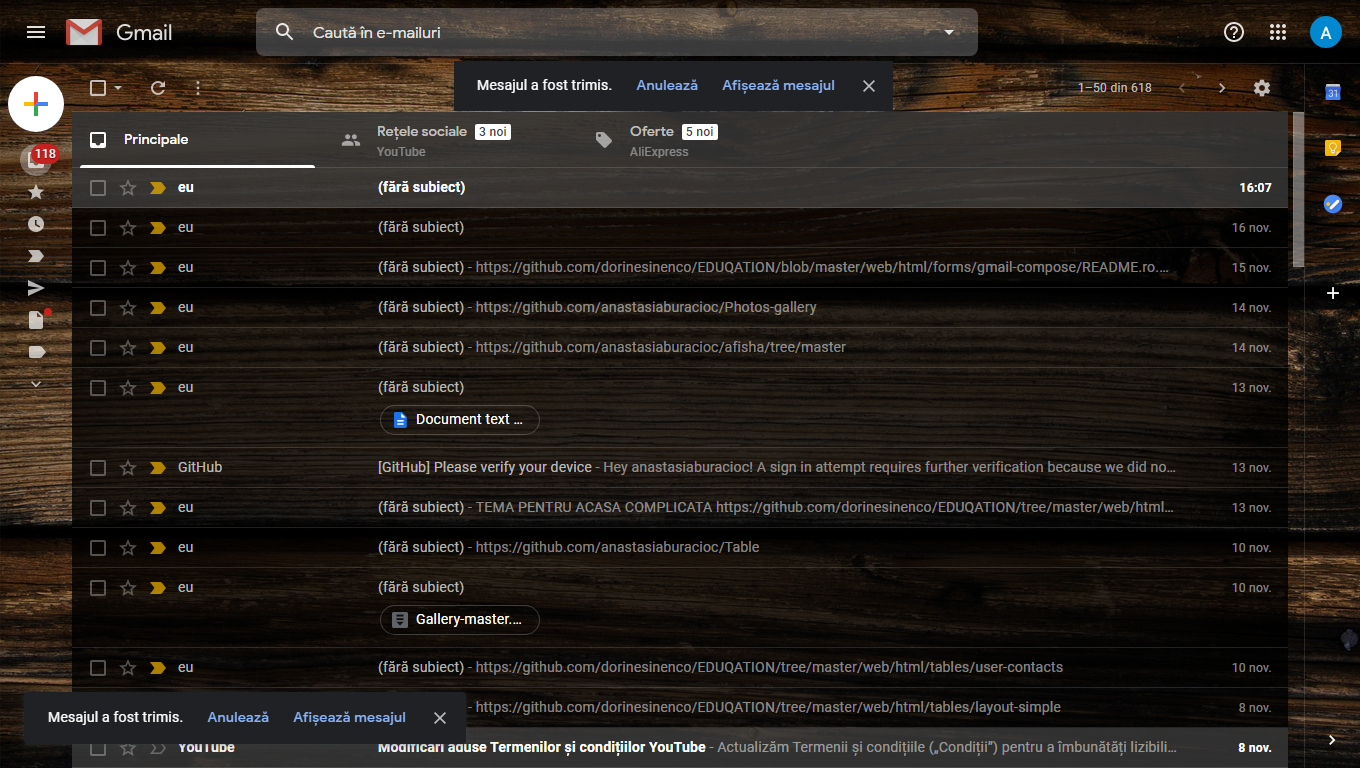 Gmail
Caută în e-mailuri
A
Mesajul a fost trimis. Anulează Afișează mesajul
1–50 din 618
31
Principale
Rețele sociale 3 noi
YouTube
Oferte 5 noi
AliExpress
118
eu (fără subiect) 16:07
eu (fără subiect) 16 nov.
eu (fără subiect) - https://github.com/dorinesinenco/EDUQATION/blob/master/web/html/forms/gmail-compose/README.ro.… 15 nov.
eu (fără subiect) - https://github.com/anastasiaburacioc/Photos-gallery 14 nov.
eu (fără subiect) - https://github.com/anastasiaburacioc/afisha/tree/master 14 nov.
eu (fără subiect) 13 nov.
Document text …
GitHub [GitHub] Please verify your device - Hey anastasiaburacioc! A sign in attempt requires further verification because we did no… 13 nov.
eu (fără subiect) - TEMA PENTRU ACASA COMPLICATA https://github.com/dorinesinenco/EDUQATION/tree/master/web/html… 13 nov.
eu (fără subiect) - https://github.com/anastasiaburacioc/Table 10 nov.
eu (fără subiect) 10 nov.
Gallery-master.…
eu (fără subiect) - https://github.com/dorinesinenco/EDUQATION/tree/master/web/html/tables/user-contacts 10 nov.
- https://github.com/dorinesinenco/EDUQATION/tree/master/web/html/tables/layout-simple 8 nov.
Mesajul a fost trimis. Anulează Afișează mesajul
YouTube Modificări aduse Termenilor și condițiilor YouTube - Actualizăm Termenii și condițiile („Condiții”) pentru a îmbunătăți lizibili… 8 nov.